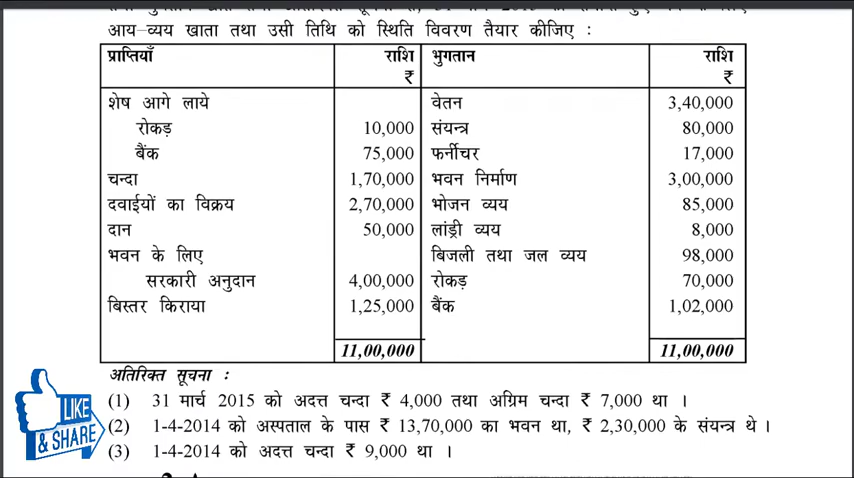 आय–व्यय खाता तथा उसी तिथि को स्थिति विवरण तैयार कीजिए :
प्राप्तियाँ राशि भुगतान राशि
₹ ₹
शेष आगे लाये वेतन 3,40,000
रोकड़ 10,000 संयन्त्र 80,000
बैंक 75,000 फर्नीचर 17,000
चन्दा 1,70,000 भवन निर्माण 3,00,000
दवाईयों का विक्रय 2,70,000 भोजन व्यय 85,000
दान 50,000 लांड्री व्यय 8,000
भवन के लिए बिजली तथा जल व्यय 98,000
सरकारी अनुदान 4,00,000 रोकड़ 70,000
बिस्तर किराया 1,25,000 बैंक 1,02,000
11,00,000 11,00,000
अतिरिक्त सूचना :
(1) 31 मार्च 2015 को अदत्त चन्दा ₹ 4,000 तथा अग्रिम चन्दा ₹ 7,000 था ।
(2) 1-4-2014 को अस्पताल के पास ₹ 13,70,000 का भवन था, ₹ 2,30,000 के संयन्त्र थे ।
(3) 1-4-2014 को अदत्त चन्दा ₹ 9,000 था ।
LIKE
& SHARE